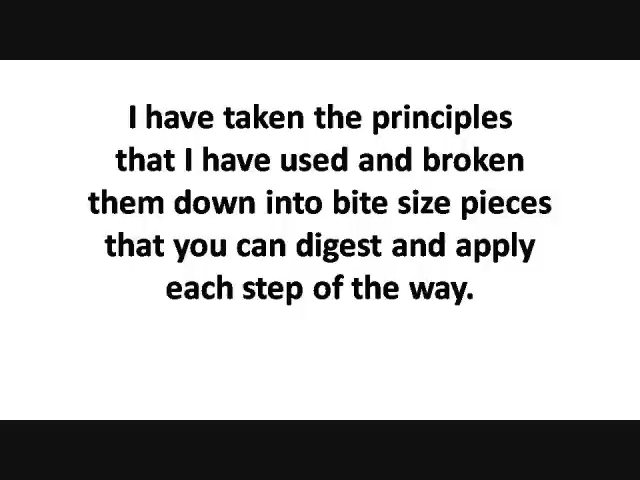 I have taken the principles
that I have used and broken
them down into bite size pieces
that you can digest and apply
each step of the way.